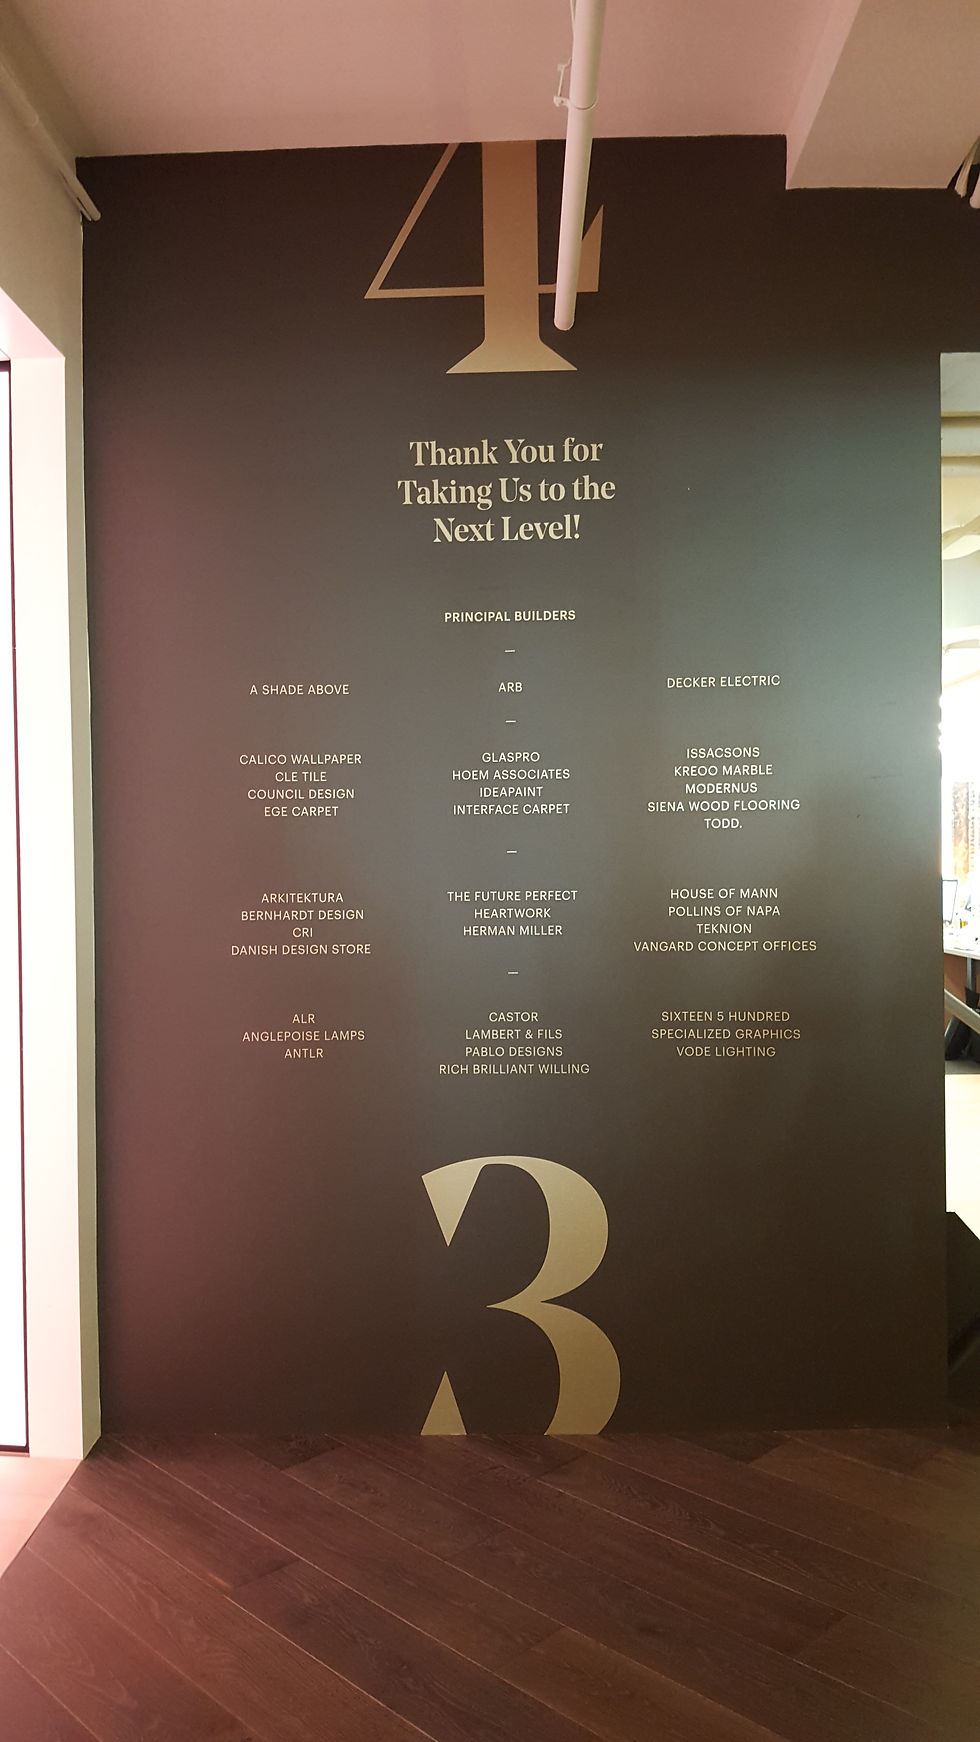 4
Thank You for
Taking Us to the
Next Level!
PRINCIPAL BUILDERS
—
A SHADE ABOVE
ARB
DECKER ELECTRIC
—
CALICO WALLPAPER
CLE TILE
COUNCIL DESIGN
EGE CARPET
GLASPRO
HOEM ASSOCIATES
IDEAPAINT
INTERFACE CARPET
ISSACSONS
KREOO MARBLE
MODERNUS
SIENA WOOD FLOORING
TODD.
—
ARKITEKTURA
BERNHARDT DESIGN
CRI
DANISH DESIGN STORE
THE FUTURE PERFECT
HEARTWORK
HERMAN MILLER
HOUSE OF MANN
POLLINS OF NAPA
TEKNION
VANGARD CONCEPT OFFICES
—
ALR
ANGLEPOISE LAMPS
ANTLR
CASTOR
LAMBERT & FILS
PABLO DESIGNS
RICH BRILLIANT WILLING
SIXTEEN 5 HUNDRED
SPECIALIZED GRAPHICS
VODE LIGHTING
3